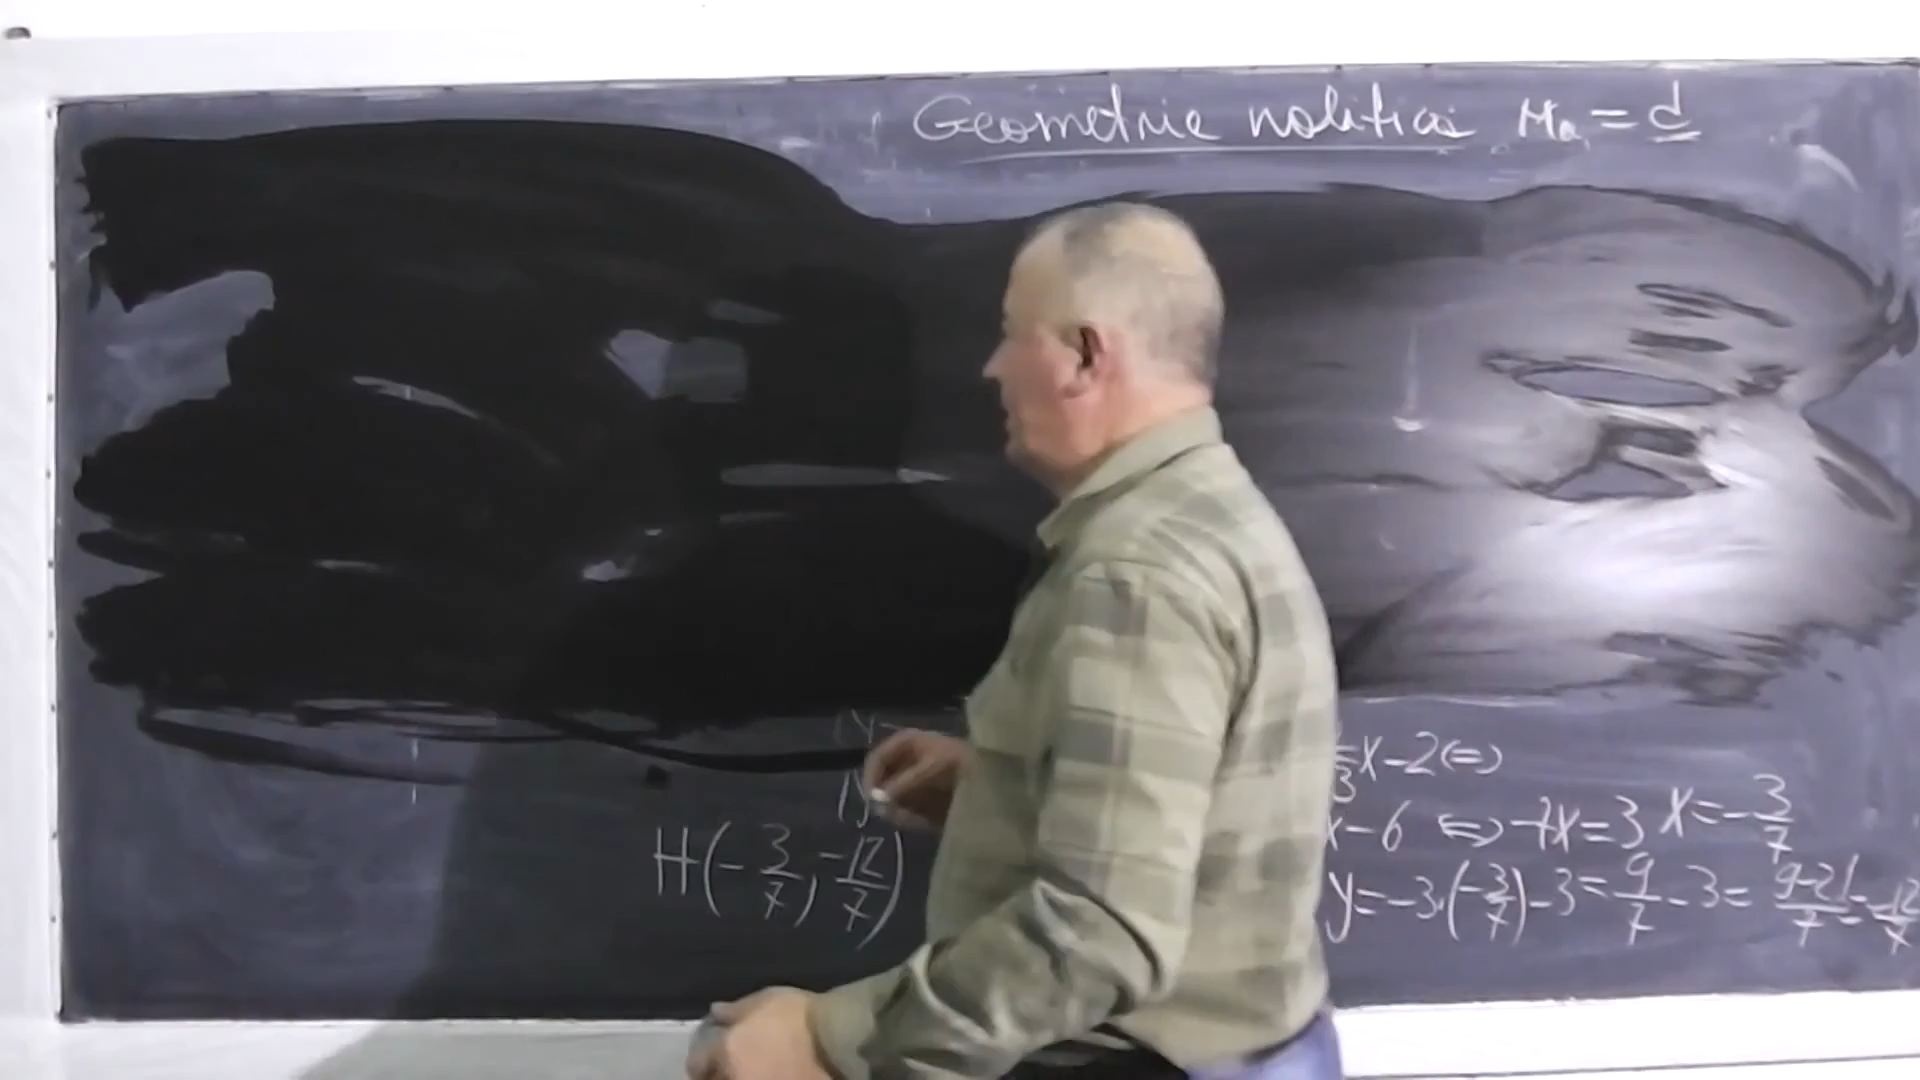 Geometrie nolitica Ma = d
x-2 <=>
x-6 <=> -7x=3 x=-3/7
H(-3/7, -12/7)
y=-3·(-3/7)-3=9/7-3=9-21/7=-12/7